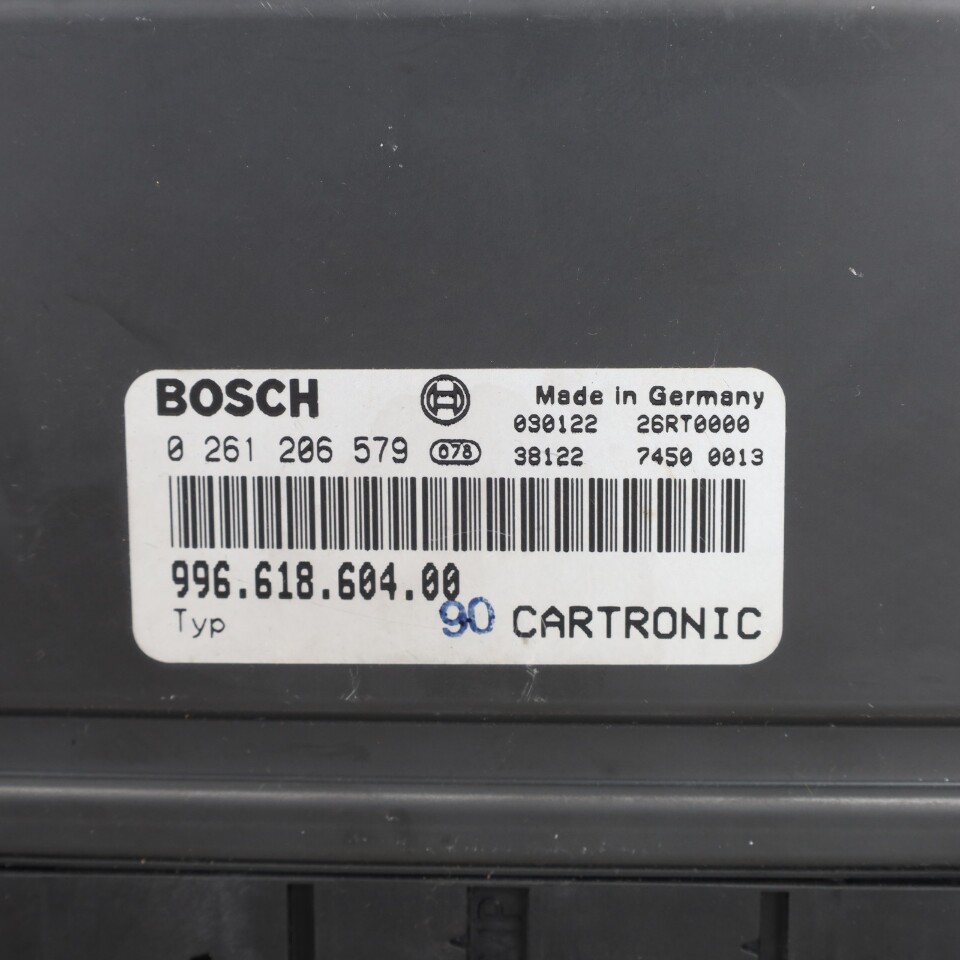 BOSCH Made in Germany
030122 26RT0000
0 261 206 579 078 38122 7450 0013
996.618.604.00
Typ 90 CARTRONIC